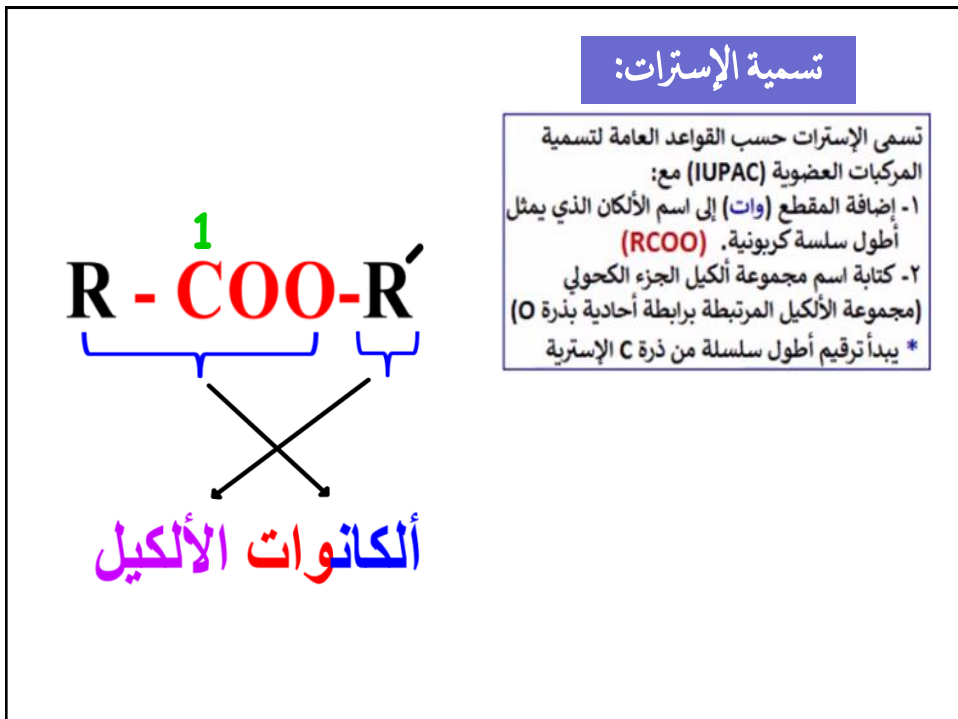 تسمية الإسترات:
تسمى الإسترات حسب القواعد العامة لتسمية
المركبات العضوية (IUPAC) مع:
١- إضافة المقطع (وات) إلى اسم الألكان الذي يمثل
أطول سلسة كربونية. (RCOO)
٢- كتابة اسم مجموعة ألكيل الجزء الكحولي
(مجموعة الألكيل المرتبطة برابطة أحادية بذرة O)
* يبدأ ترقيم أطول سلسلة من ذرة C الإسترية
1
R - COO-R′
ألكانوات الألكيل